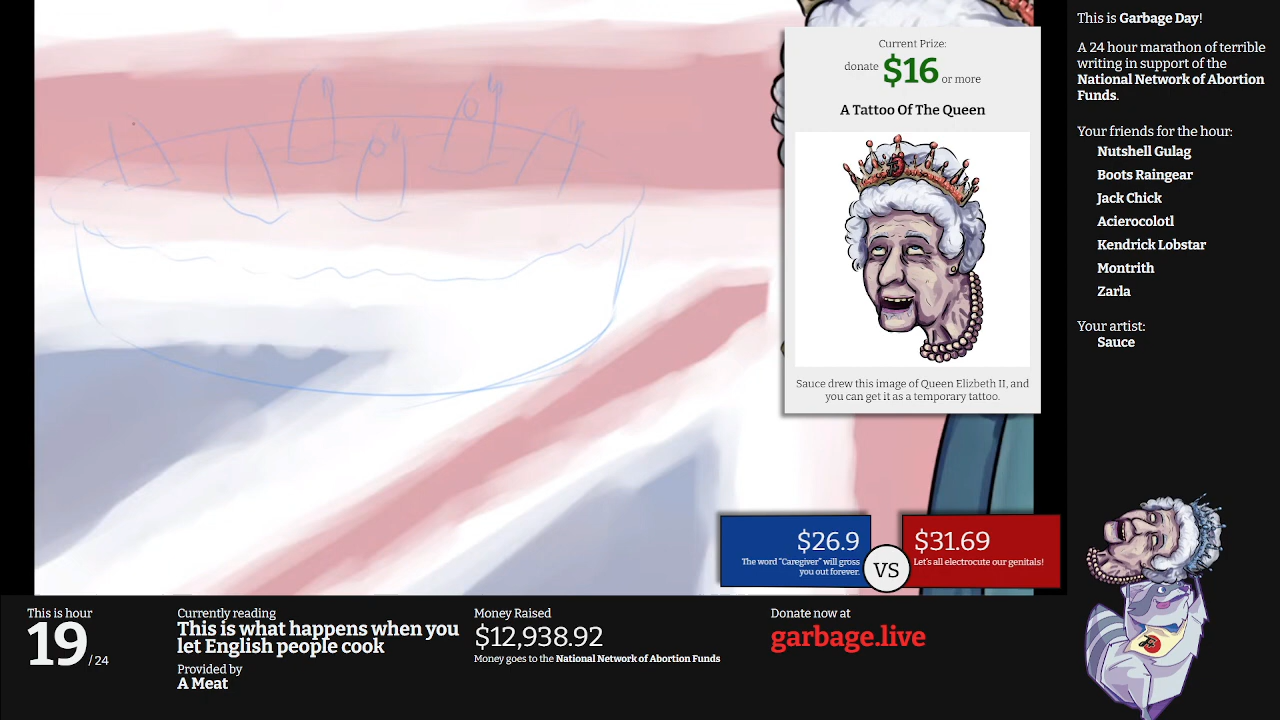 This is Garbage Day!
A 24 hour marathon of terrible
writing in support of the
National Network of Abortion
Funds.
Your friends for the hour:
Nutshell Gulag
Boots Raingear
Jack Chick
Acierocolotl
Kendrick Lobstar
Montrith
Zarla
Your artist:
Sauce
Current Prize:
donate $16 or more
A Tattoo Of The Queen
Sauce drew this image of Queen Elizbeth II, and
you can get it as a temporary tattoo.
$26.9
The word "Caregiver" will gross
you out forever.
VS
$31.69
Let's all electrocute our genitals!
This is hour
19/24
Currently reading
This is what happens when you
let English people cook
Provided by
A Meat
Money Raised
$12,938.92
Money goes to the National Network of Abortion Funds
Donate now at
garbage.live